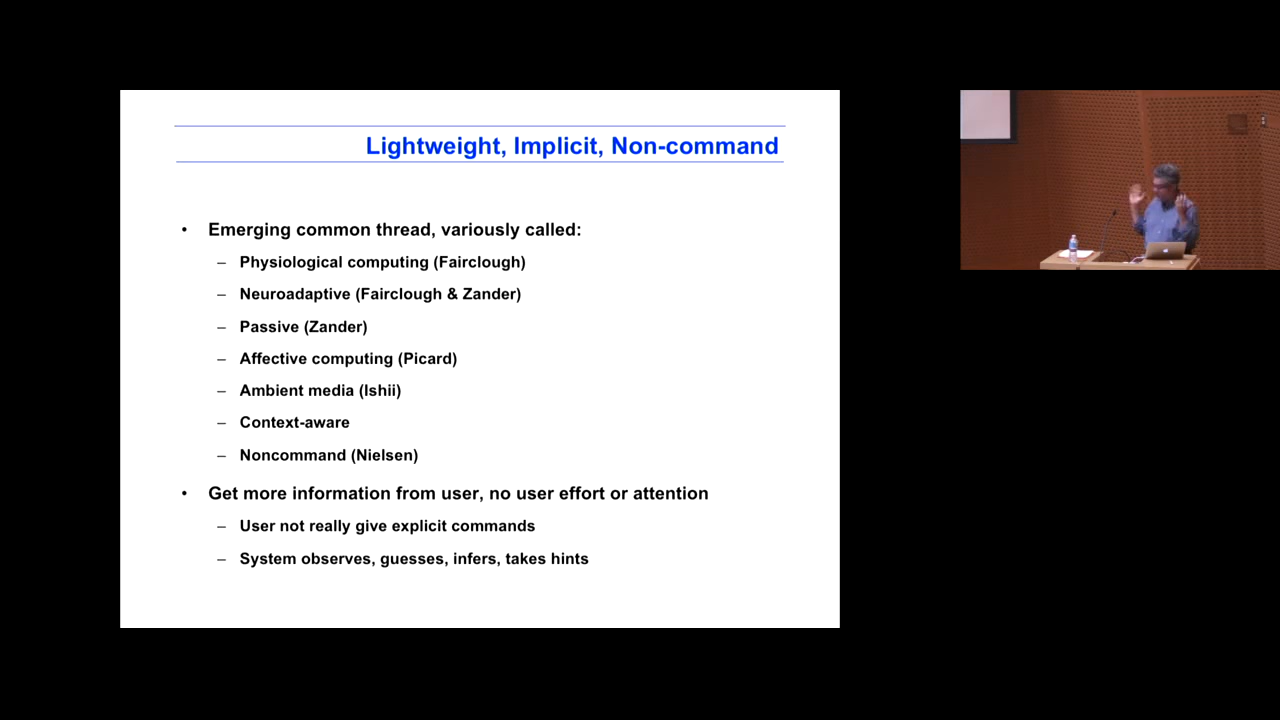 Lightweight, Implicit, Non-command
• Emerging common thread, variously called:
– Physiological computing (Fairclough)
– Neuroadaptive (Fairclough & Zander)
– Passive (Zander)
– Affective computing (Picard)
– Ambient media (Ishii)
– Context-aware
– Noncommand (Nielsen)
• Get more information from user, no user effort or attention
– User not really give explicit commands
– System observes, guesses, infers, takes hints